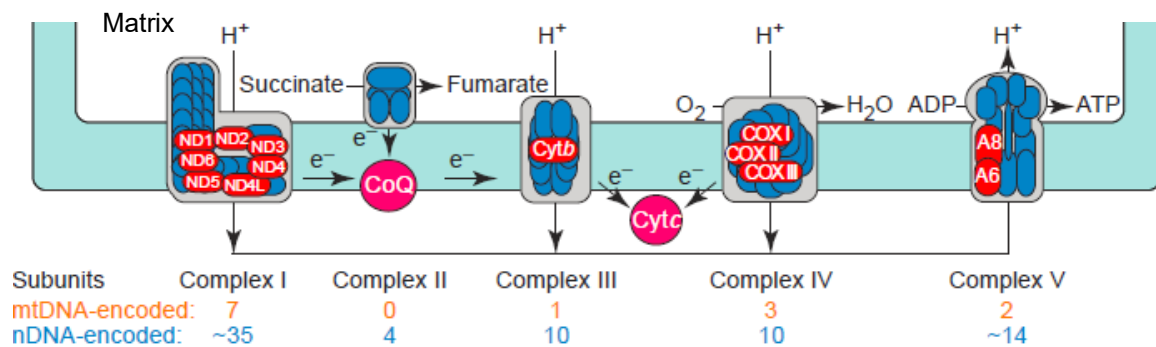 Matrix
H+ H+ H+ H+
Succinate Fumarate
O2 H2O ADP ATP
ND1 ND2 ND3
ND6 ND4
ND5 ND4L
e− e− e−
CoQ
Cytb
e− e−
Cytc
COX I
COX II
COX III
A8
A6
Subunits Complex I Complex II Complex III Complex IV Complex V
mtDNA-encoded: 7 0 1 3 2
nDNA-encoded: ~35 4 10 10 ~14